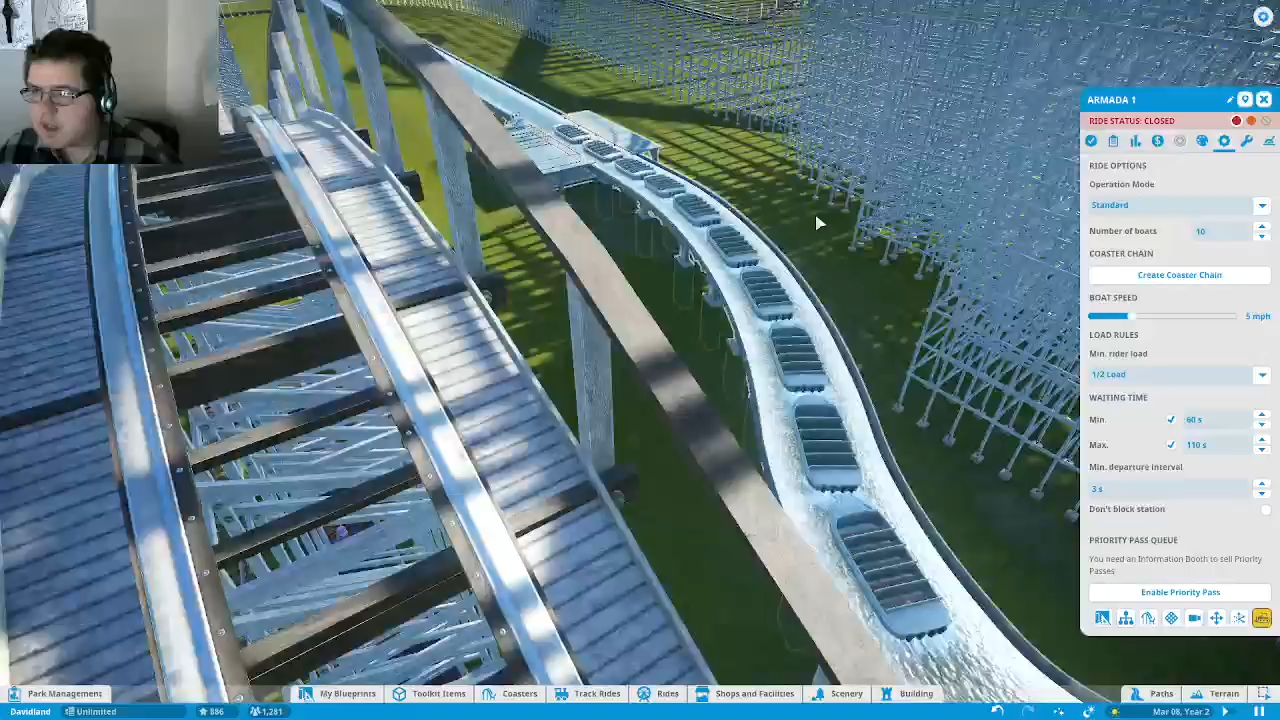 ARMADA 1
RIDE STATUS: CLOSED
RIDE OPTIONS
Operation Mode
Standard
Number of boats 10
COASTER CHAIN
Create Coaster Chain
BOAT SPEED
5 mph
LOAD RULES
Min. rider load
1/2 Load
WAITING TIME
Min. 60 s
Max. 110 s
Min. departure interval
3 s
Don't block station
PRIORITY PASS QUEUE
You need an Information Booth to sell Priority
Passes
Enable Priority Pass
Park Management My Blueprints Toolkit Items Coasters Track Rides Rides Shops and Facilities Scenery Building Paths Terrain
Davidland Unlimited 886 1,281 Mar 08, Year 2